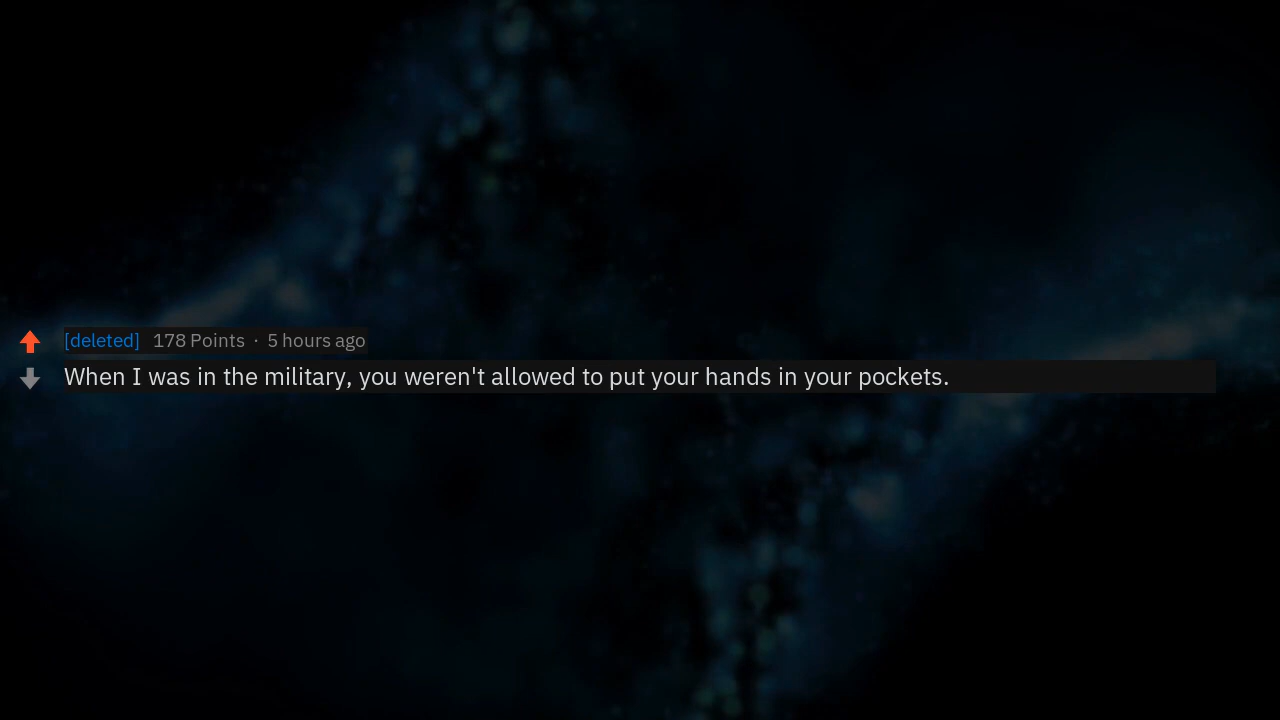 [deleted] 178 Points · 5 hours ago
When I was in the military, you weren't allowed to put your hands in your pockets.